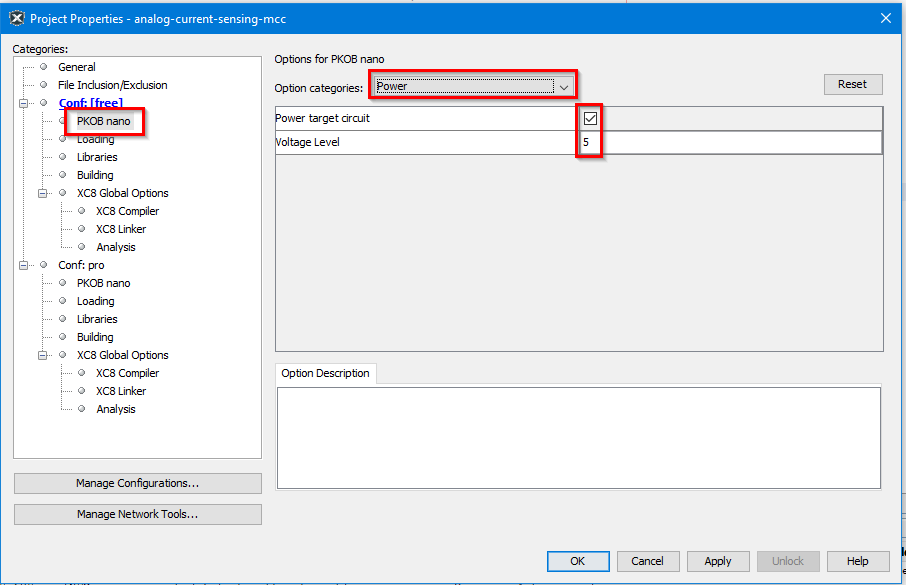 Project Properties - analog-current-sensing-mcc
Categories:
General
File Inclusion/Exclusion
Conf: [free]
PKOB nano
Loading
Libraries
Building
XC8 Global Options
XC8 Compiler
XC8 Linker
Analysis
Conf: pro
PKOB nano
Loading
Libraries
Building
XC8 Global Options
XC8 Compiler
XC8 Linker
Analysis
Manage Configurations...
Manage Network Tools...
Options for PKOB nano
Option categories: Power
Reset
Power target circuit
Voltage Level 5
Option Description
OK Cancel Apply Unlock Help